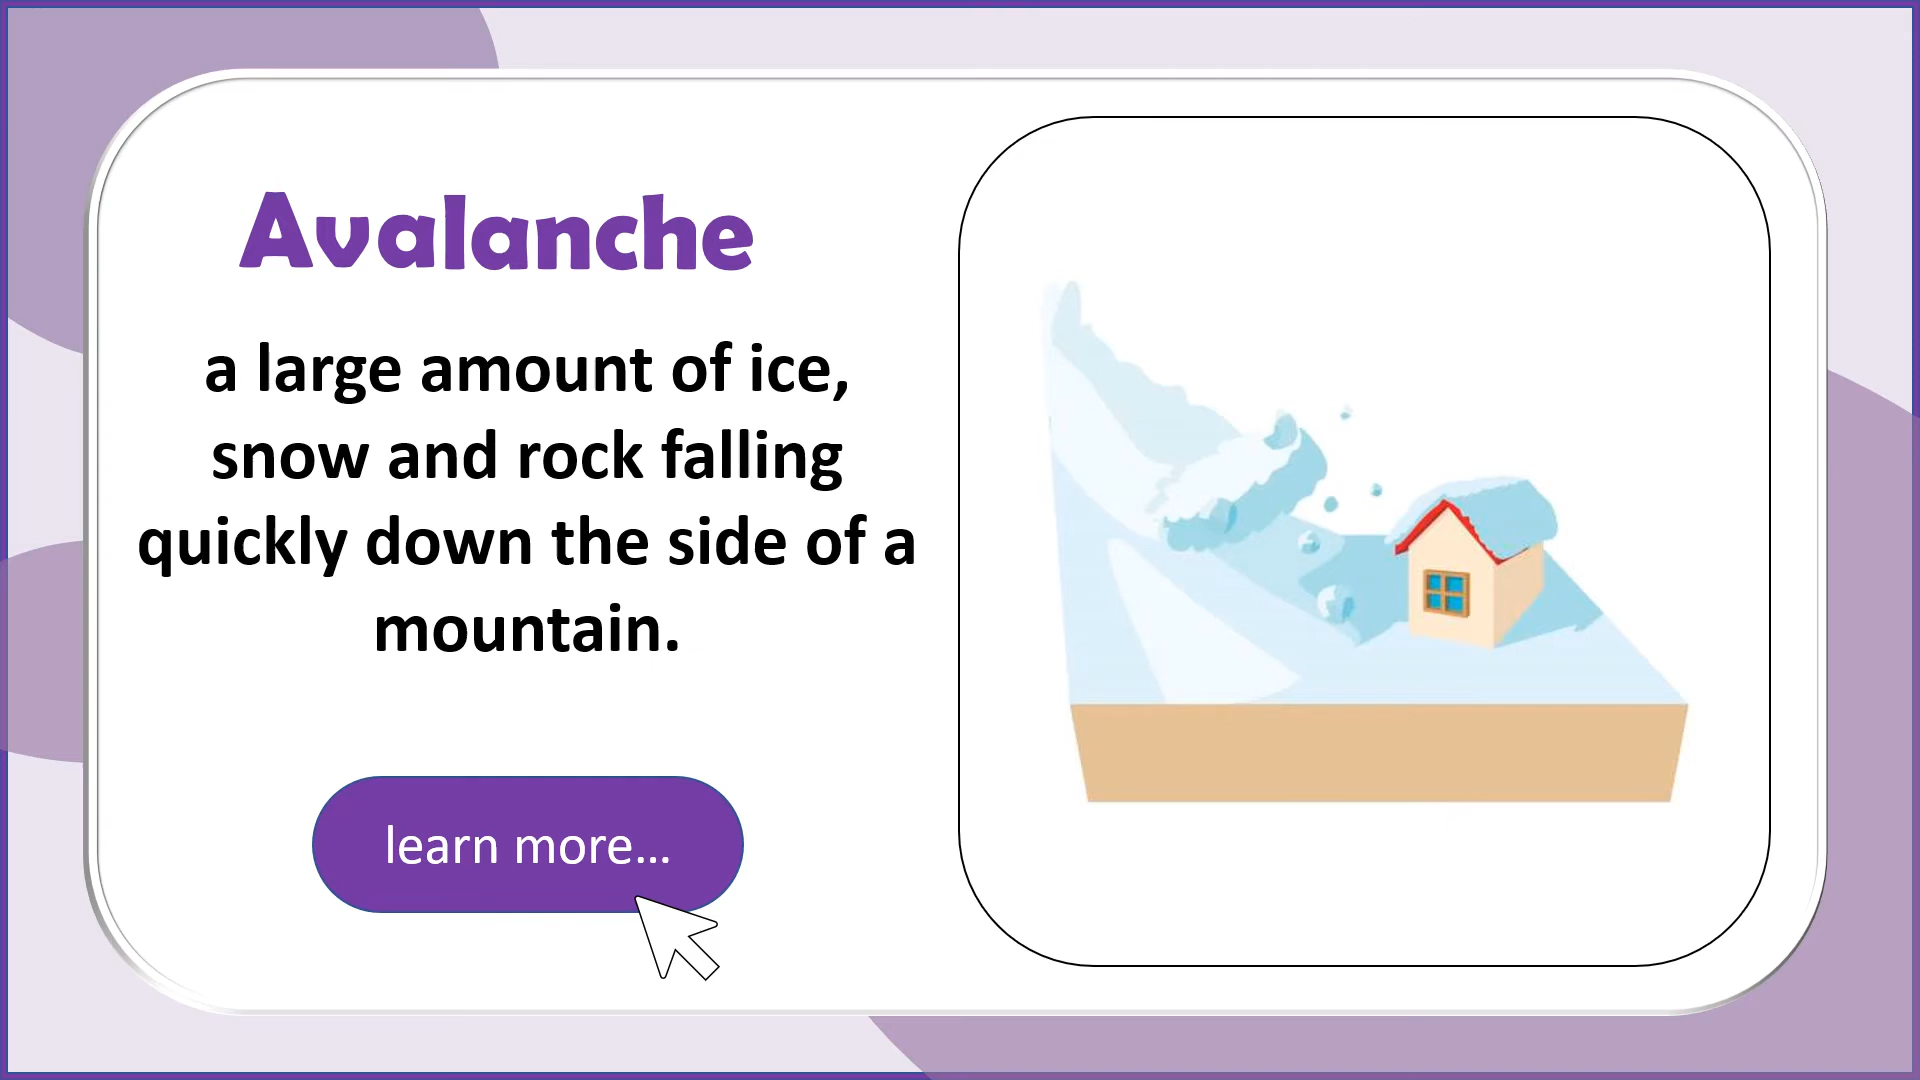 Avalanche
a large amount of ice,
snow and rock falling
quickly down the side of a
mountain.
learn more...